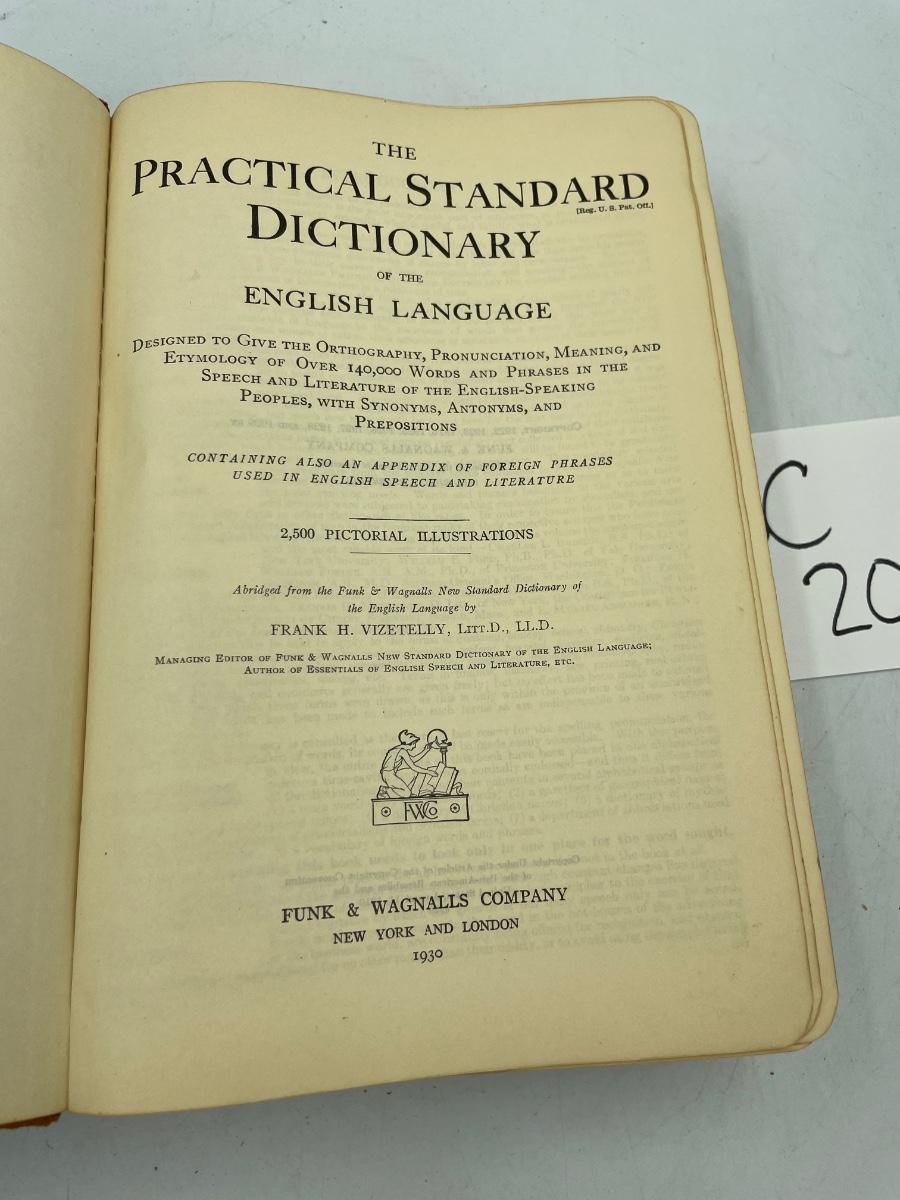 THE
PRACTICAL STANDARD
[Reg. U. S. Pat. Off.]
DICTIONARY
OF THE
ENGLISH LANGUAGE
DESIGNED TO GIVE THE ORTHOGRAPHY, PRONUNCIATION, MEANING, AND
ETYMOLOGY OF OVER 140,000 WORDS AND PHRASES IN THE
SPEECH AND LITERATURE OF THE ENGLISH-SPEAKING
PEOPLES, WITH SYNONYMS, ANTONYMS, AND
PREPOSITIONS
CONTAINING ALSO AN APPENDIX OF FOREIGN PHRASES
USED IN ENGLISH SPEECH AND LITERATURE
2,500 PICTORIAL ILLUSTRATIONS
Abridged from the Funk & Wagnalls New Standard Dictionary of
the English Language by
FRANK H. VIZETELLY, LITT.D., LL.D.
MANAGING EDITOR OF FUNK & WAGNALLS NEW STANDARD DICTIONARY OF THE ENGLISH LANGUAGE;
AUTHOR OF ESSENTIALS OF ENGLISH SPEECH AND LITERATURE, ETC.
FWCo
FUNK & WAGNALLS COMPANY
NEW YORK AND LONDON
1930
C
20